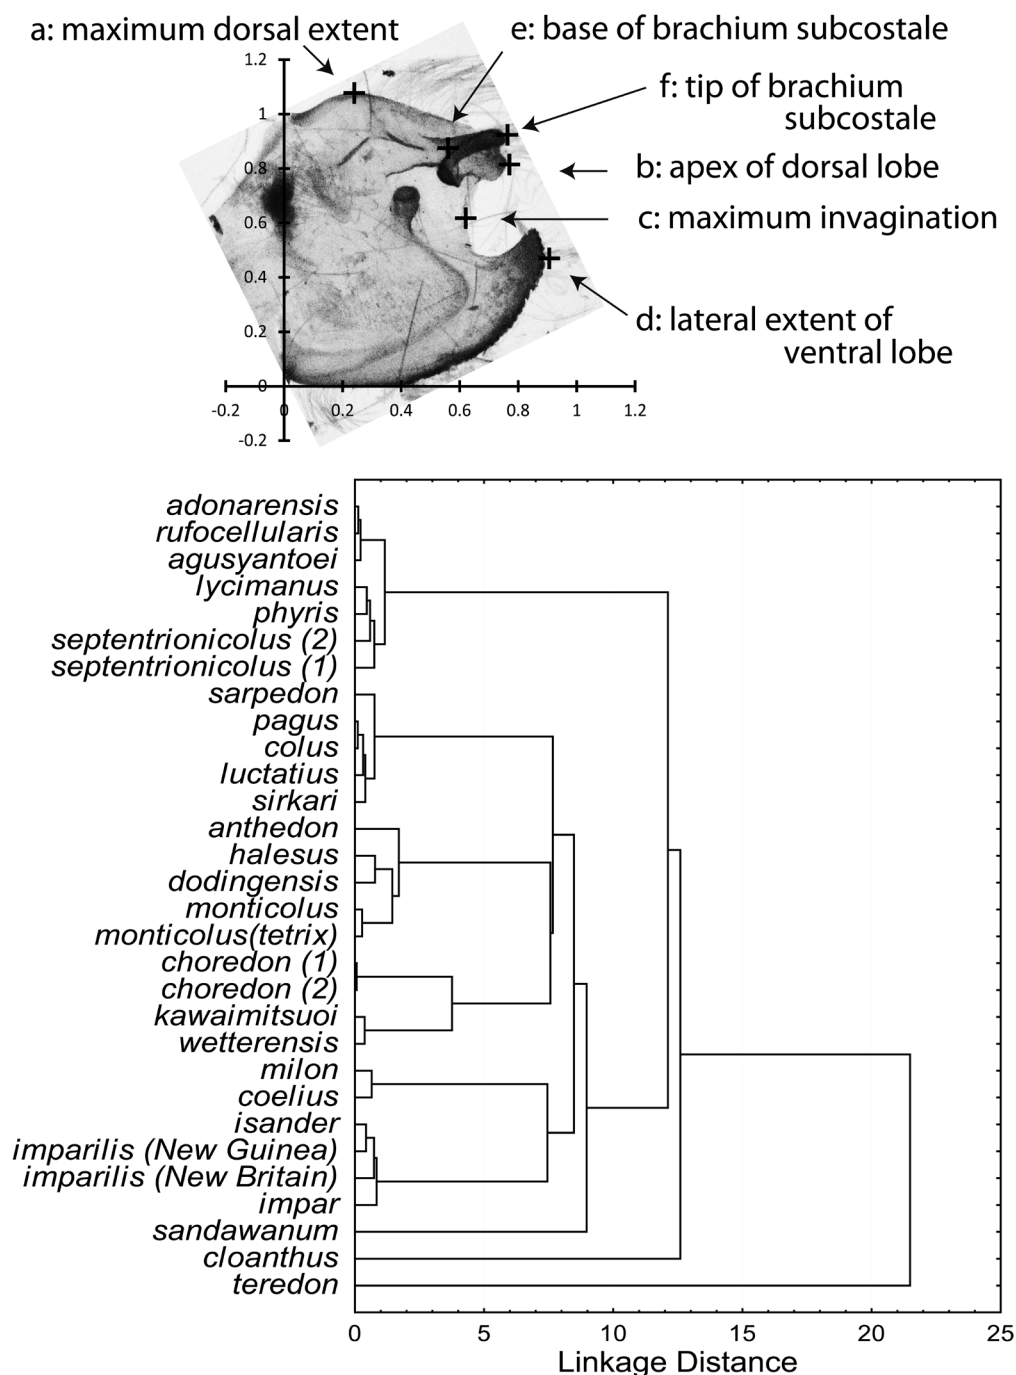 a: maximum dorsal extent
e: base of brachium subcostale
f: tip of brachium
subcostale
b: apex of dorsal lobe
c: maximum invagination
d: lateral extent of
ventral lobe
1.2
1
0.8
0.6
0.4
0.2
0
-0.2
-0.2
0
0.2
0.4
0.6
0.8
1
1.2
adonarensis
rufocellularis
agusyantoei
lycimanus
phyris
septentrionicolus (2)
septentrionicolus (1)
sarpedon
pagus
colus
luctatius
sirkari
anthedon
halesus
dodingensis
monticolus
monticolus(tetrix)
choredon (1)
choredon (2)
kawaimitsuoi
wetterensis
milon
coelius
isander
imparilis (New Guinea)
imparilis (New Britain)
impar
sandawanum
cloanthus
teredon
0 5 10 15 20 25
Linkage Distance